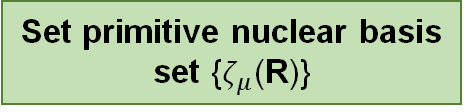 Set primitive nuclear basis
set {ζμ(R)}